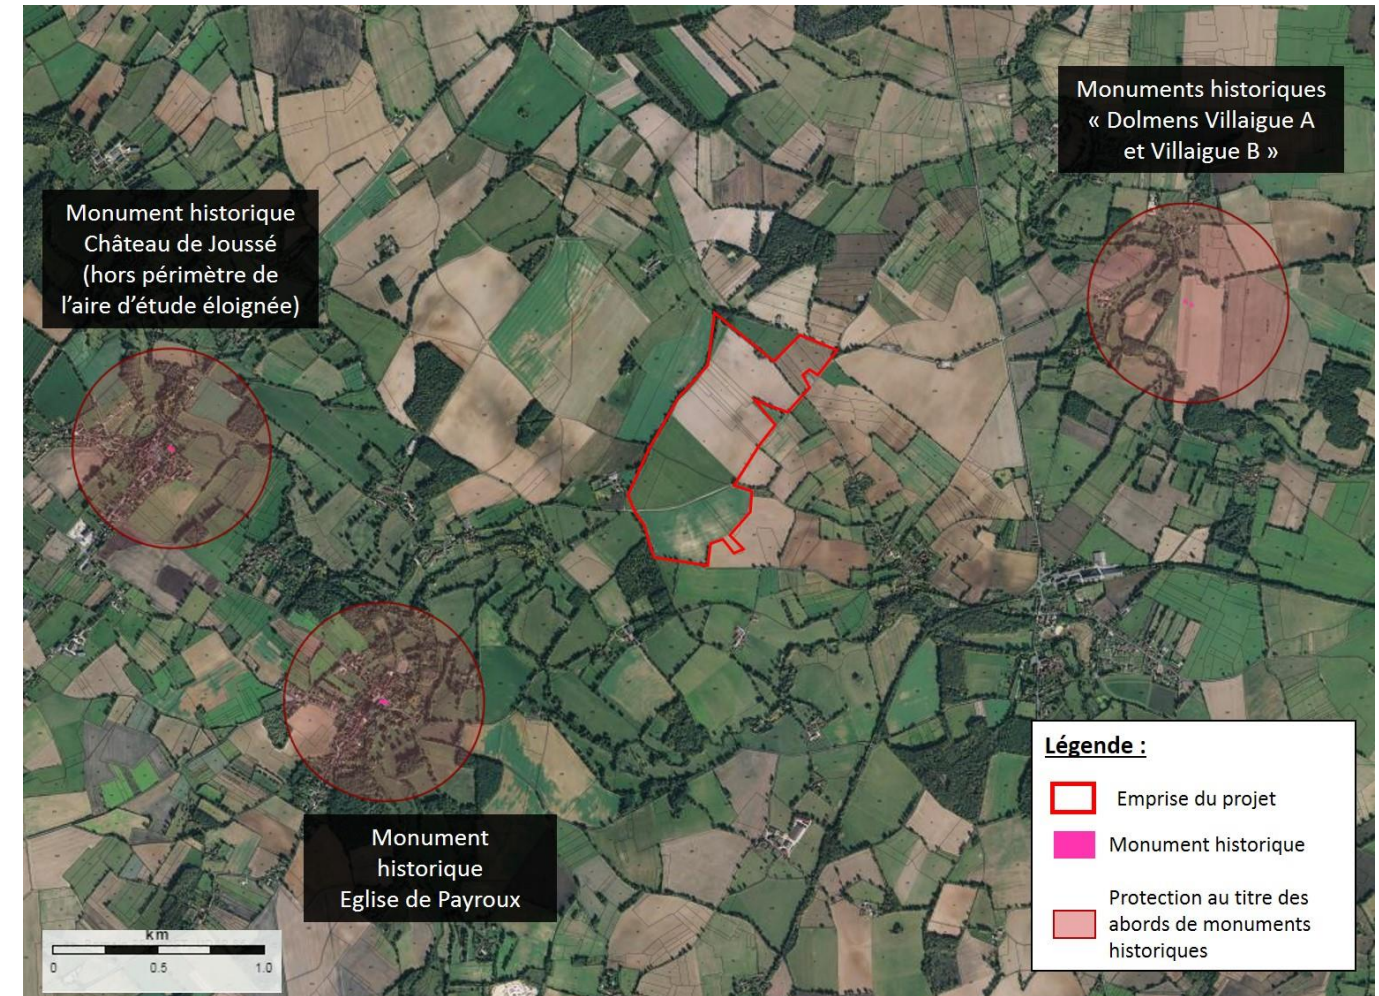 Monuments historiques
« Dolmens Villaigue A
et Villaigue B »
Monument historique
Château de Joussé
(hors périmètre de
l’aire d’étude éloignée)
Monument
historique
Eglise de Payroux
Légende :
Emprise du projet
Monument historique
Protection au titre des
abords de monuments
historiques
km
0 0.5 1.0